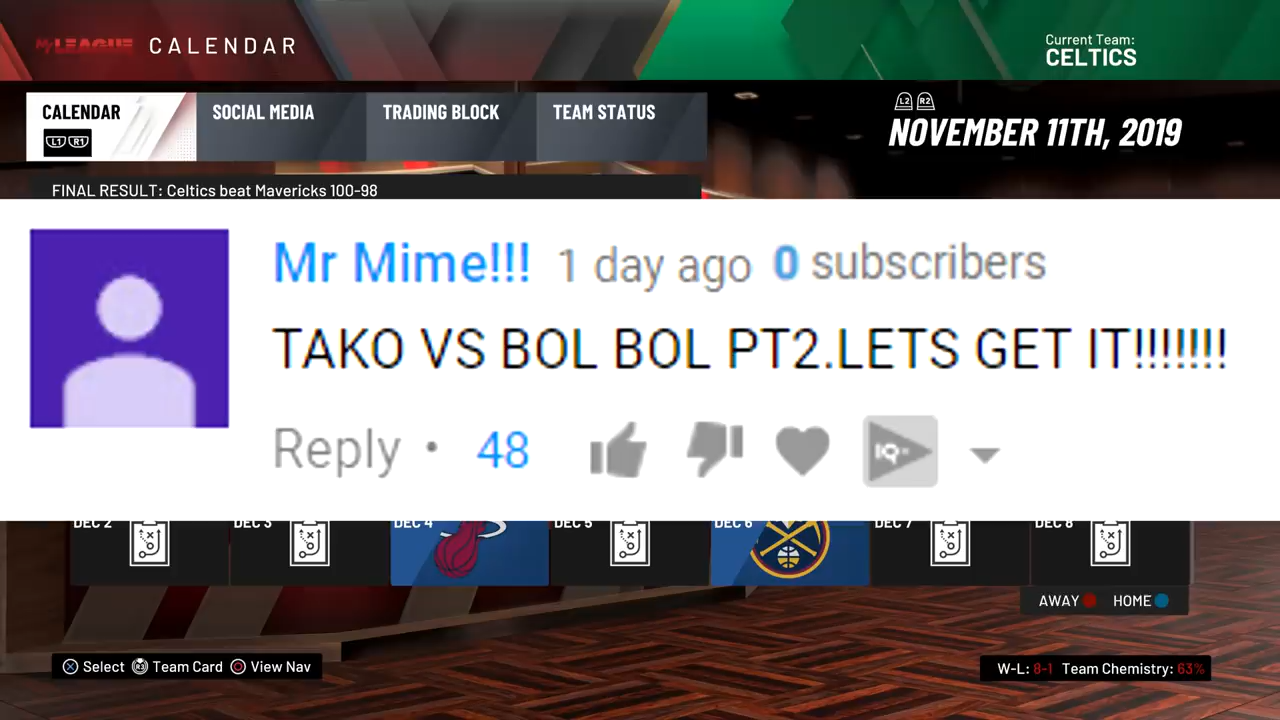 MyLEAGUE CALENDAR
Current Team:
CELTICS
CALENDAR SOCIAL MEDIA TRADING BLOCK TEAM STATUS
L1 R1
L2 R2
NOVEMBER 11TH, 2019
FINAL RESULT: Celtics beat Mavericks 100-98
Mr Mime!!! 1 day ago 0 subscribers
TAKO VS BOL BOL PT2.LETS GET IT!!!!!!!
Reply • 48
IQ
DEC 2 DEC 3 DEC 4 DEC 5 DEC 6 DEC 7 DEC 8
AWAY HOME
Select R3 Team Card View Nav
W-L: 8-1 Team Chemistry: 63%